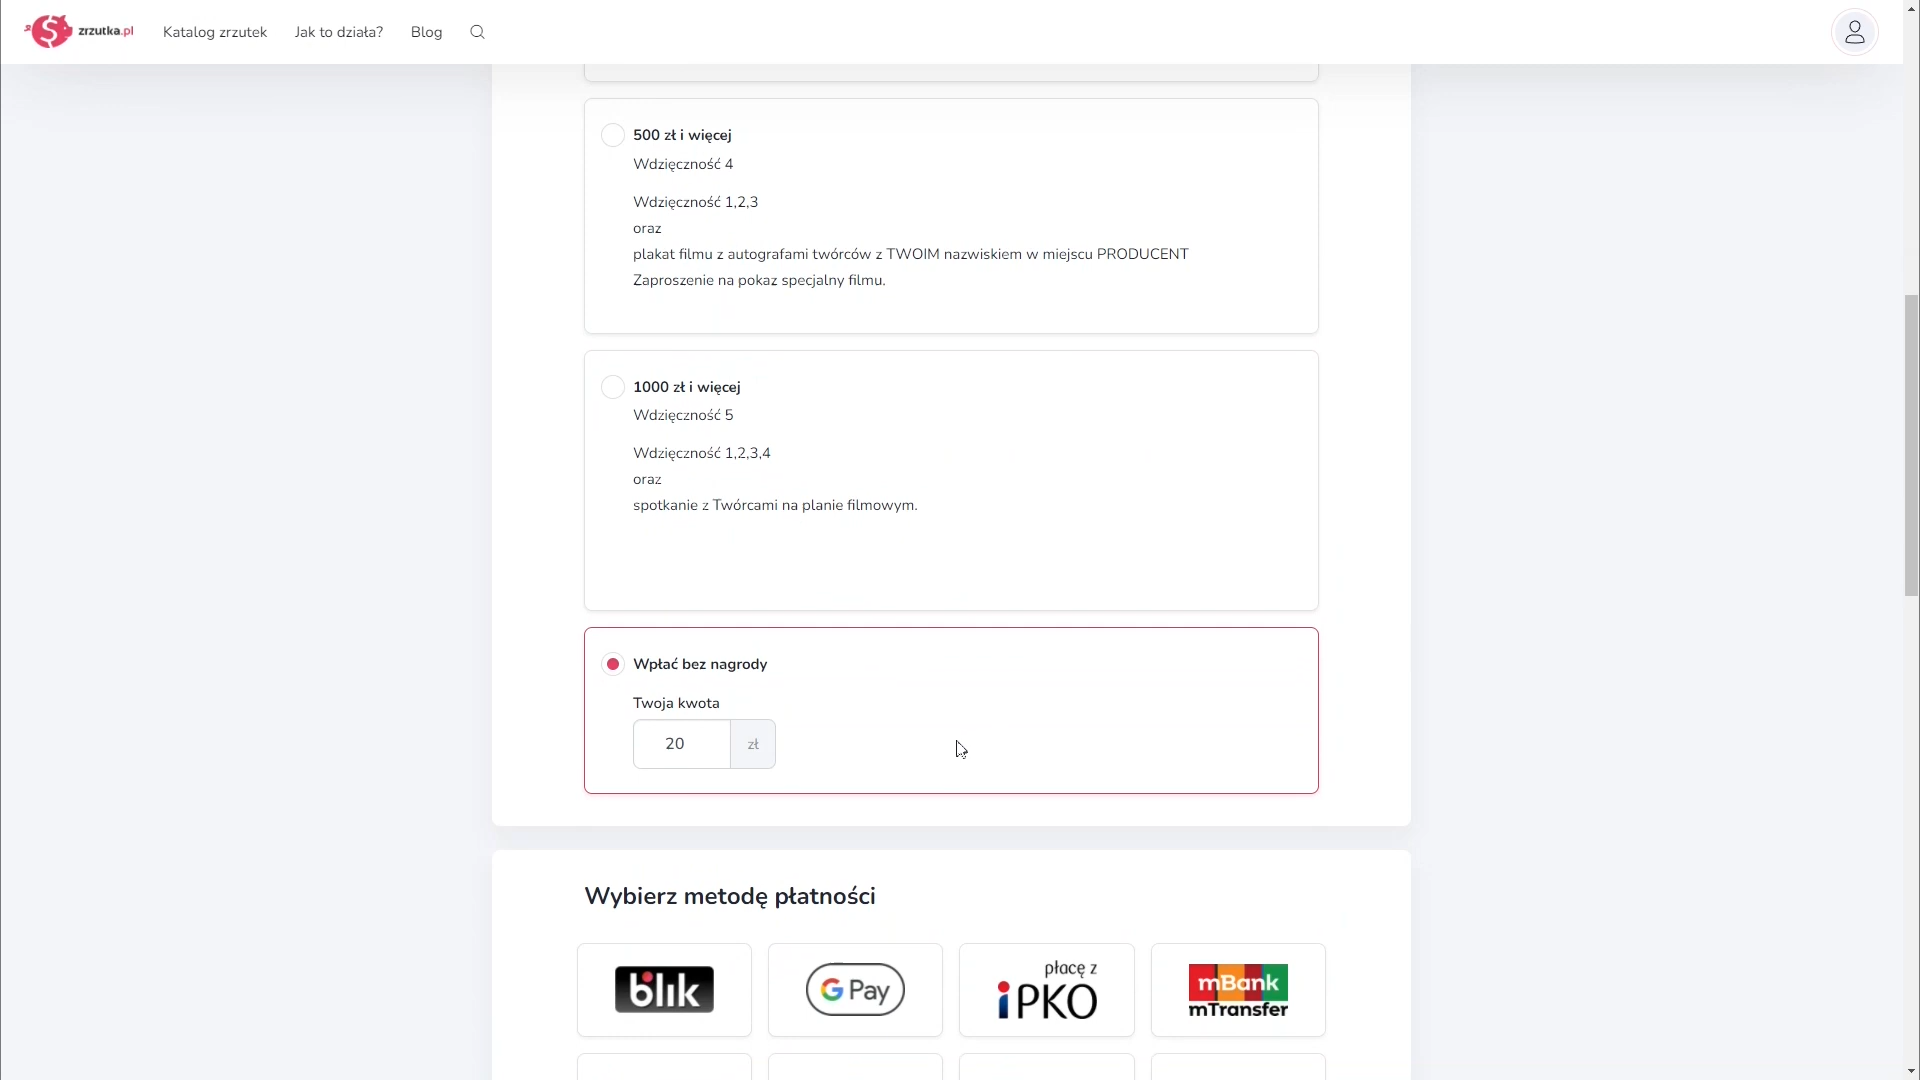 zrzutka.pl
Katalog zrzutek
Jak to działa?
Blog
500 zł i więcej
Wdzięczność 4
Wdzięczność 1,2,3
oraz
plakat filmu z autografami twórców z TWOIM nazwiskiem w miejscu PRODUCENT
Zaproszenie na pokaz specjalny filmu.
1000 zł i więcej
Wdzięczność 5
Wdzięczność 1,2,3,4
oraz
spotkanie z Twórcami na planie filmowym.
Wpłać bez nagrody
Twoja kwota
20 zł
Wybierz metodę płatności
blik
G Pay
płacę z
iPKO
mBank
mTransfer